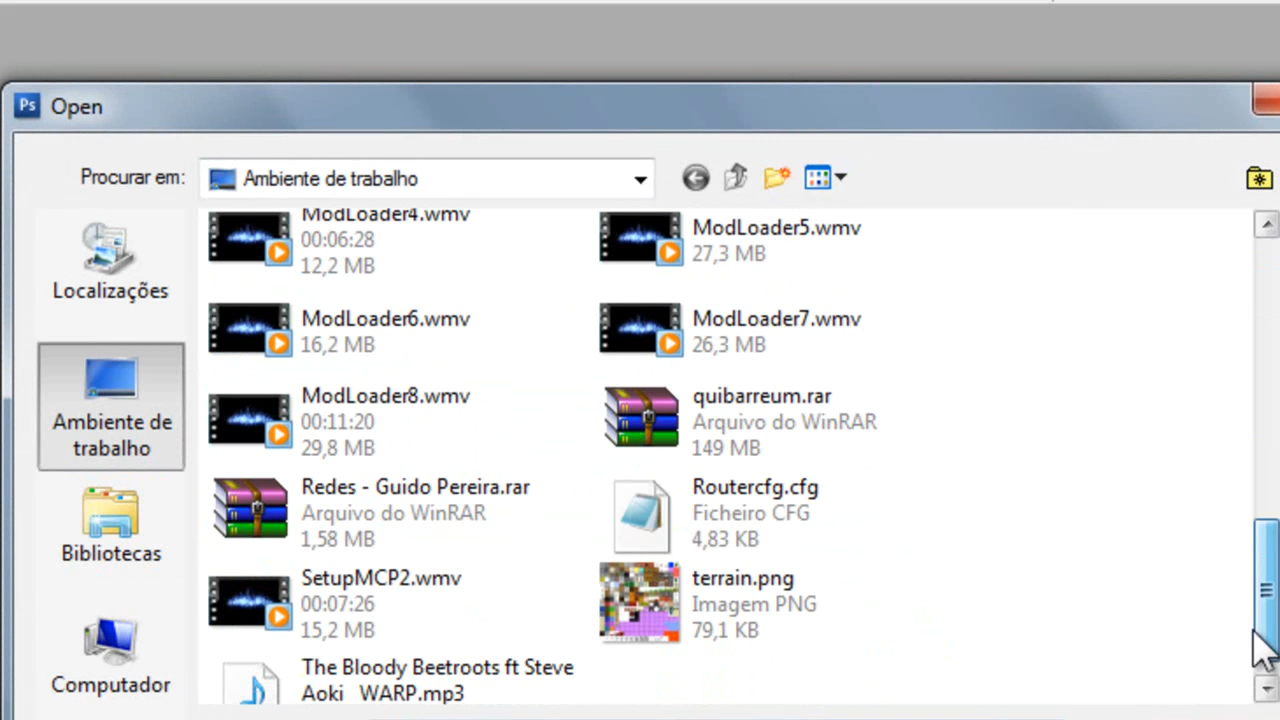 Ps Open
Procurar em: Ambiente de trabalho
Localizações
Ambiente de
trabalho
Bibliotecas
Computador
ModLoader4.wmv
00:06:28
12,2 MB
ModLoader5.wmv
27,3 MB
ModLoader6.wmv
16,2 MB
ModLoader7.wmv
26,3 MB
ModLoader8.wmv
00:11:20
29,8 MB
quibarreum.rar
Arquivo do WinRAR
149 MB
Redes - Guido Pereira.rar
Arquivo do WinRAR
1,58 MB
Routercfg.cfg
Ficheiro CFG
4,83 KB
SetupMCP2.wmv
00:07:26
15,2 MB
terrain.png
Imagem PNG
79,1 KB
The Bloody Beetroots ft Steve
Aoki WARP.mp3